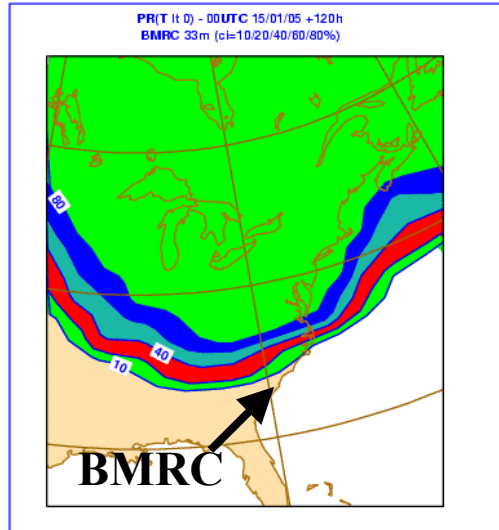 PR(T lt 0) - 00UTC 15/01/05 +120h
BMRC 33m (ci=10/20/40/60/80%)
80
40
10
BMRC